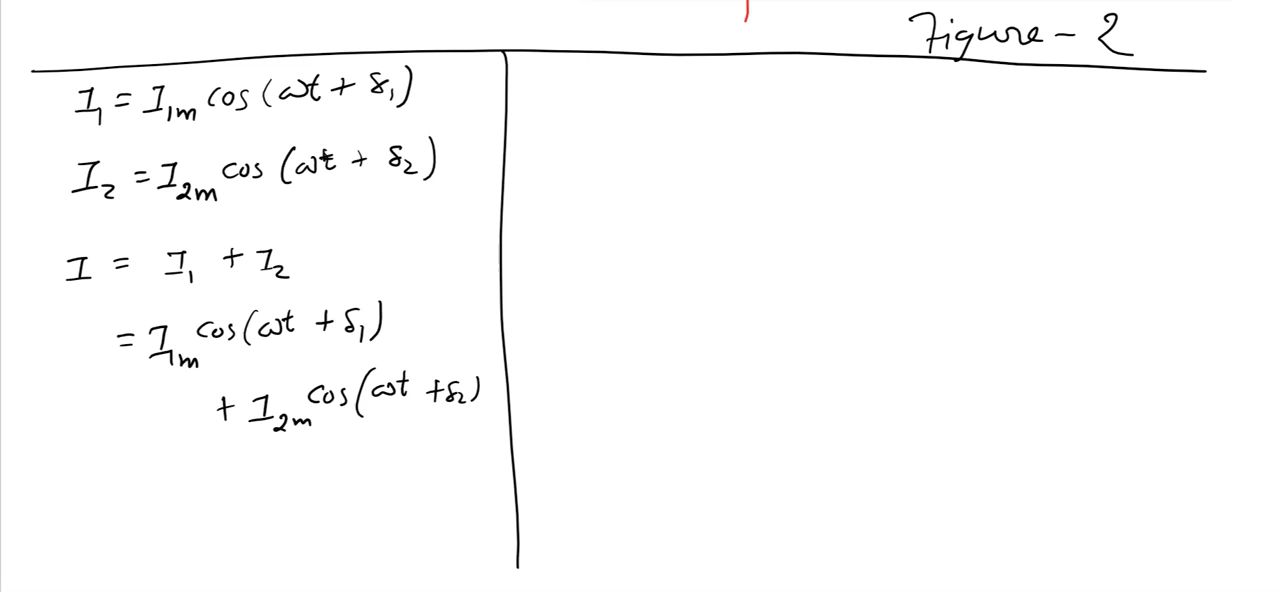 Figure - 2
I₁ = I₁ₘ cos (ωt + δ₁)
I₂ = I₂ₘ cos (ωt + δ₂)
I = I₁ + I₂
= I₁ₘ cos(ωt + δ₁)
+ I₂ₘ cos(ωt + δ₂)